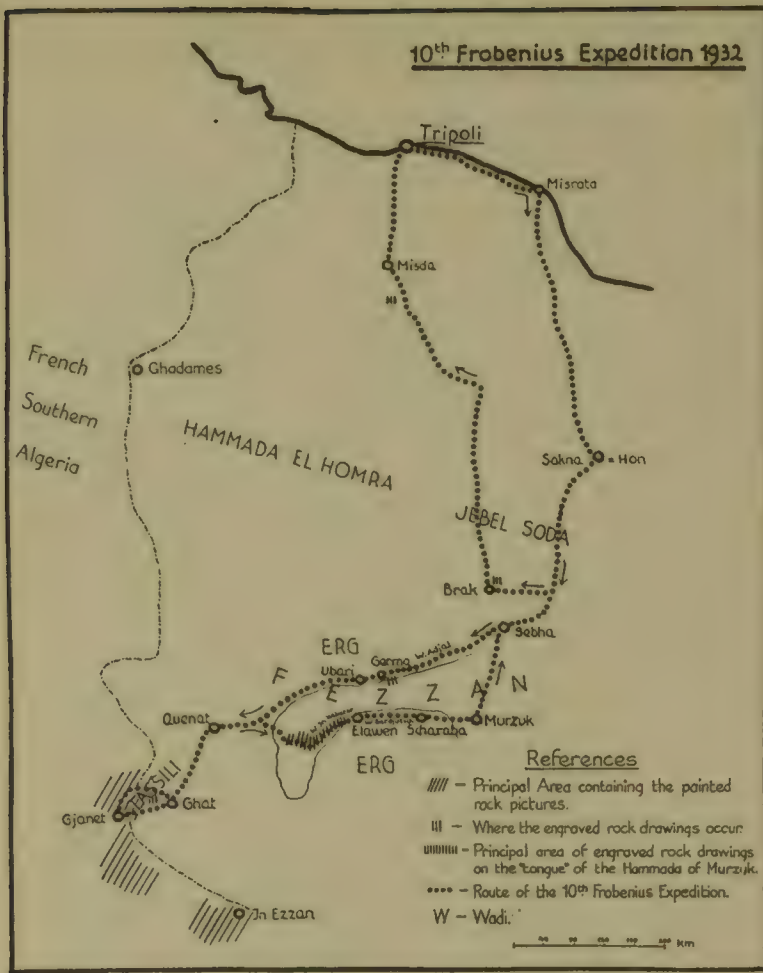 10th Frobenius Expedition 1932
Tripoli
Misrata
Misda
French
Southern
Algeria
Ghadames
HAMMADA EL HOMRA
Sakna
= Hon
JEBEL SODA
Brak
Sebha
ERG
W. Adjal
Garma
Ubari
F E Z Z A N
Quenat
Elawen
Scharaba
Murzuk
ERG
TASSILI
Gjanet
Ghat
In Ezzan
References
– Principal Area containing the painted
rock pictures.
– Where the engraved rock drawings occur.
– Principal area of engraved rock drawings
on the "tongue" of the Hammada of Murzuk.
– Route of the 10th Frobenius Expedition.
W – Wadi.
km